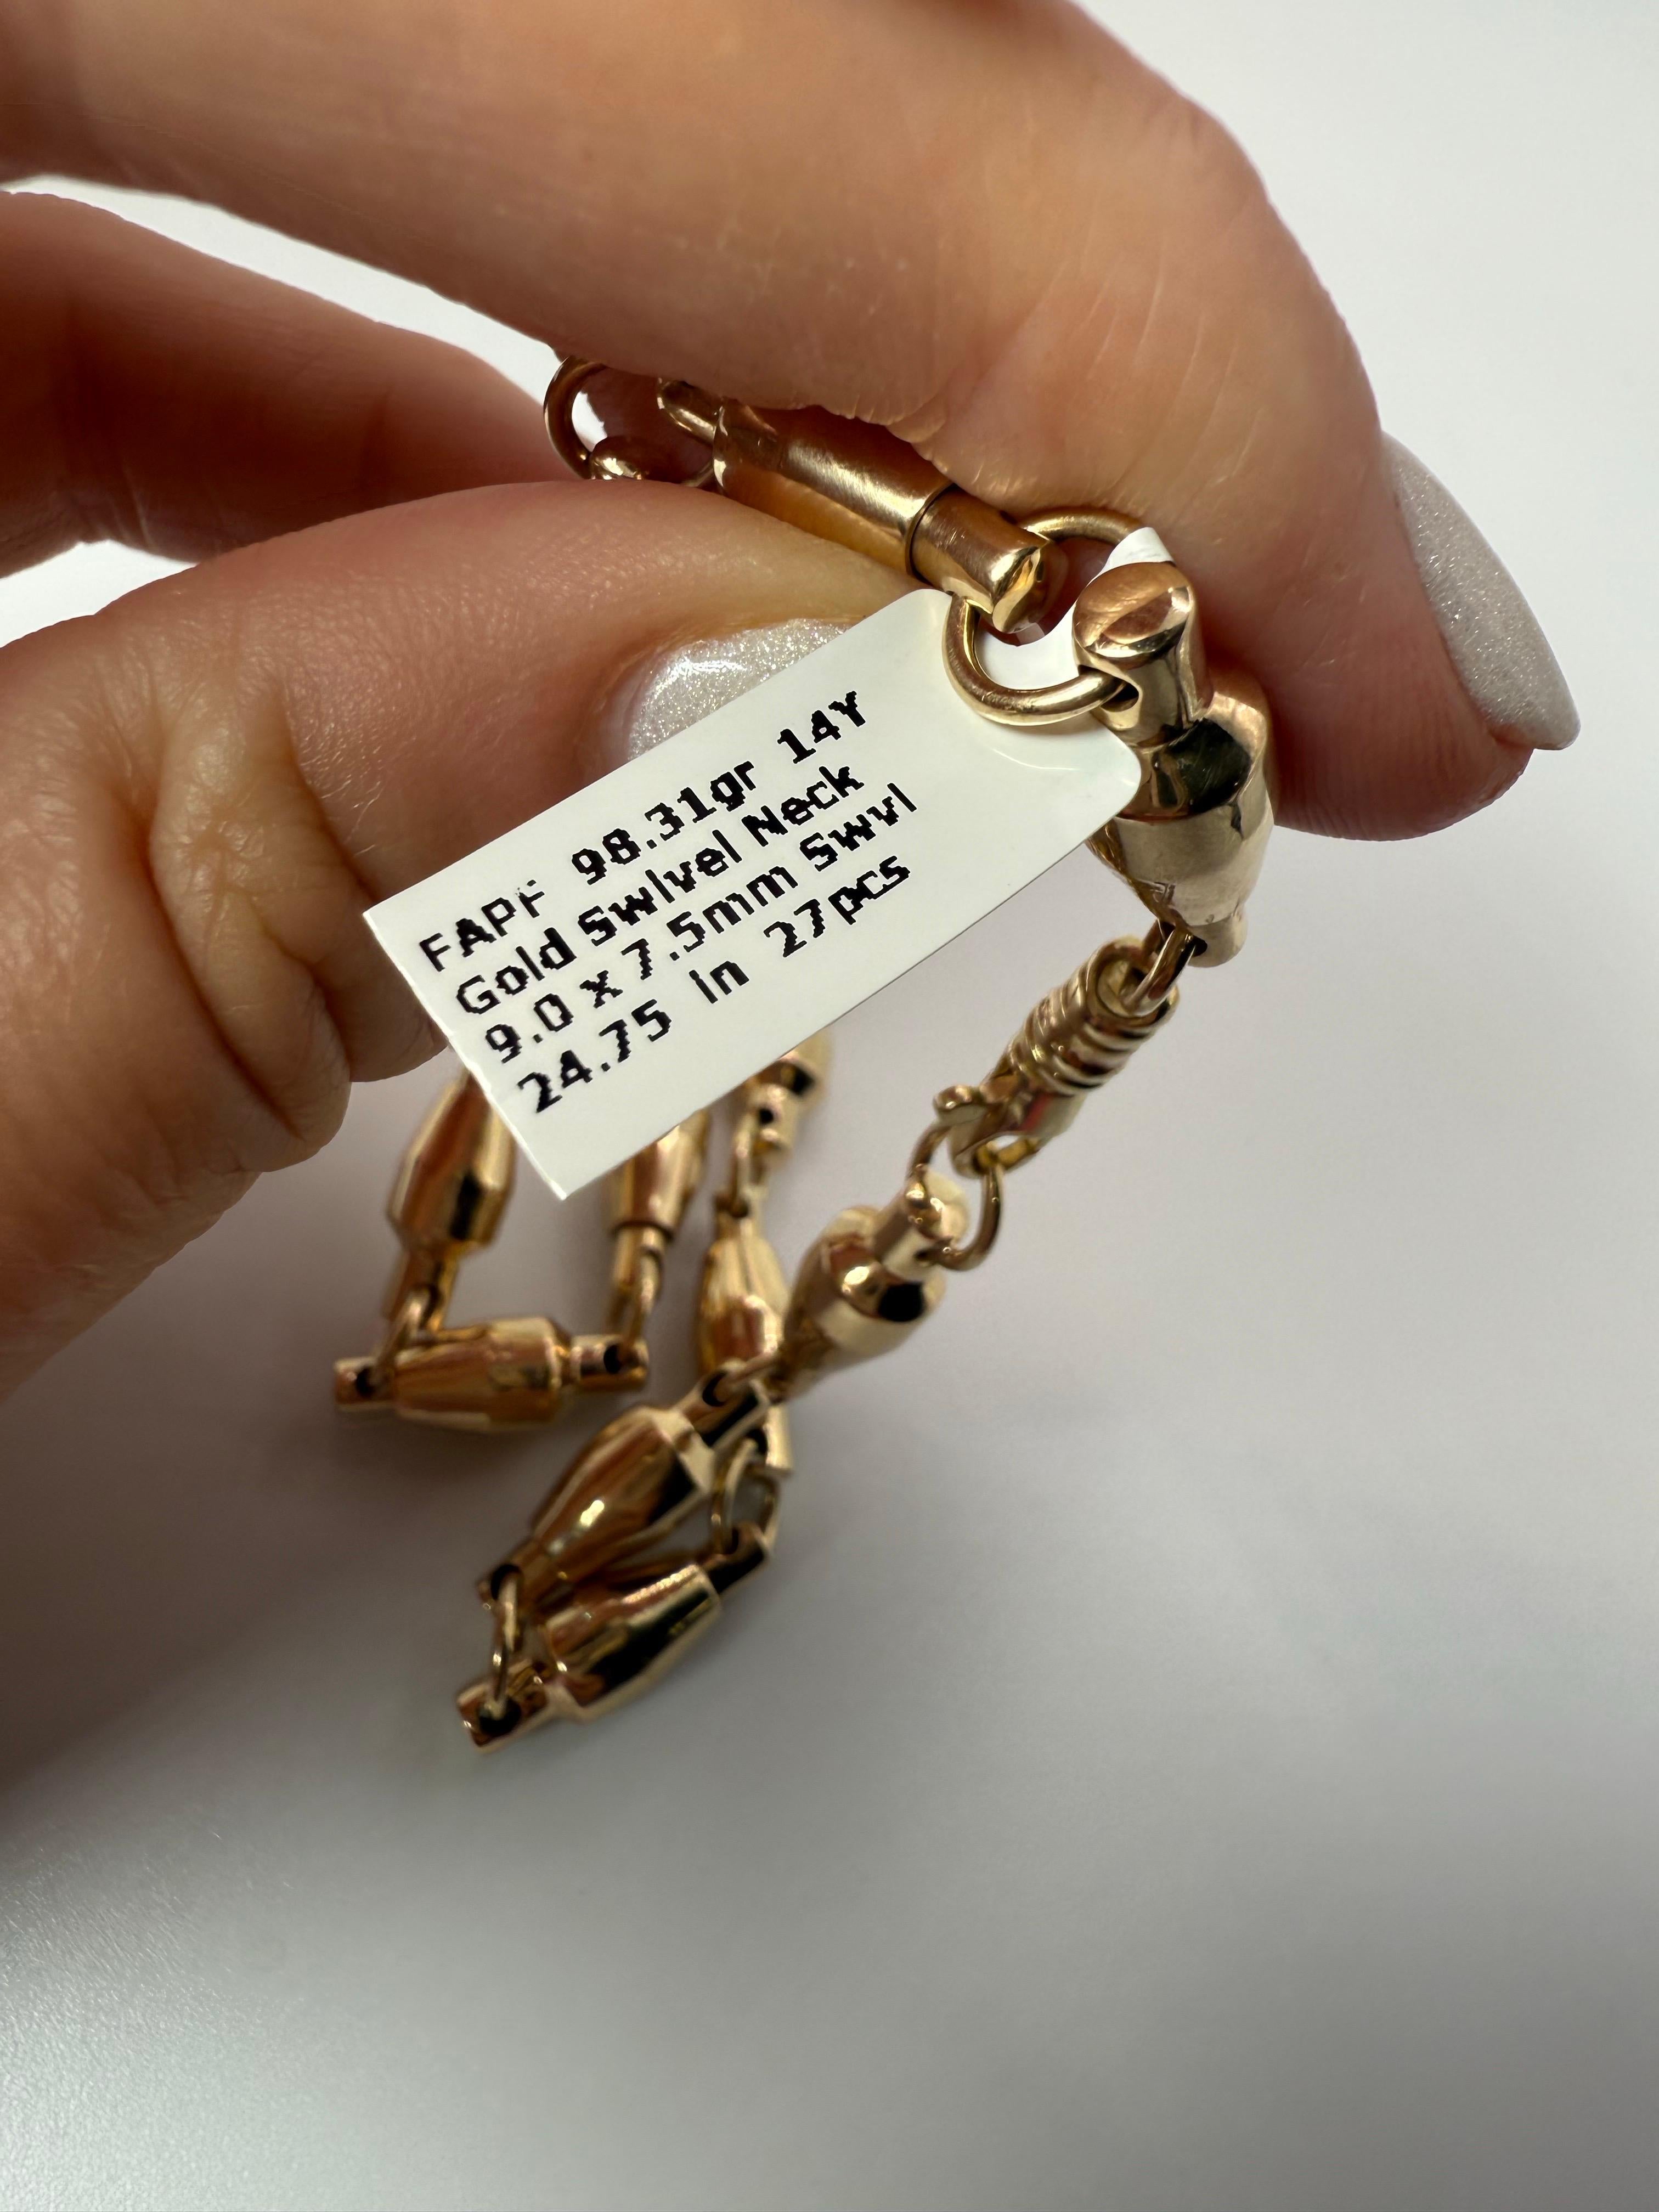 FAPF 98.31gr 14Y
Gold Swivel Neck
9.0 x 7.5mm Swvl
24.75 in 27pcs